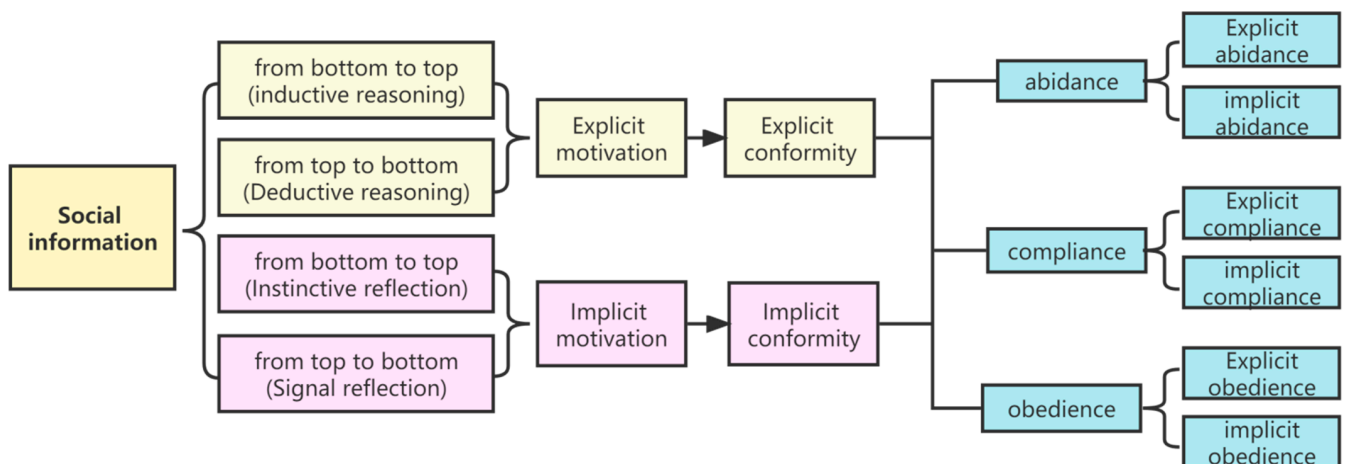 Social
information
from bottom to top
(inductive reasoning)
from top to bottom
(Deductive reasoning)
from bottom to top
(Instinctive reflection)
from top to bottom
(Signal reflection)
Explicit
motivation
Implicit
motivation
Explicit
conformity
Implicit
conformity
abidance
Explicit
abidance
implicit
abidance
compliance
Explicit
compliance
implicit
compliance
obedience
Explicit
obedience
implicit
obedience